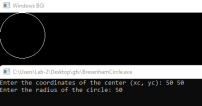 Windows BGI
C:\Users\Lab-2\Desktop\gfx\BresenhamCircle.exe
Enter the coordinates of the center (xc, yc): 50 50
Enter the radius of the circle: 50